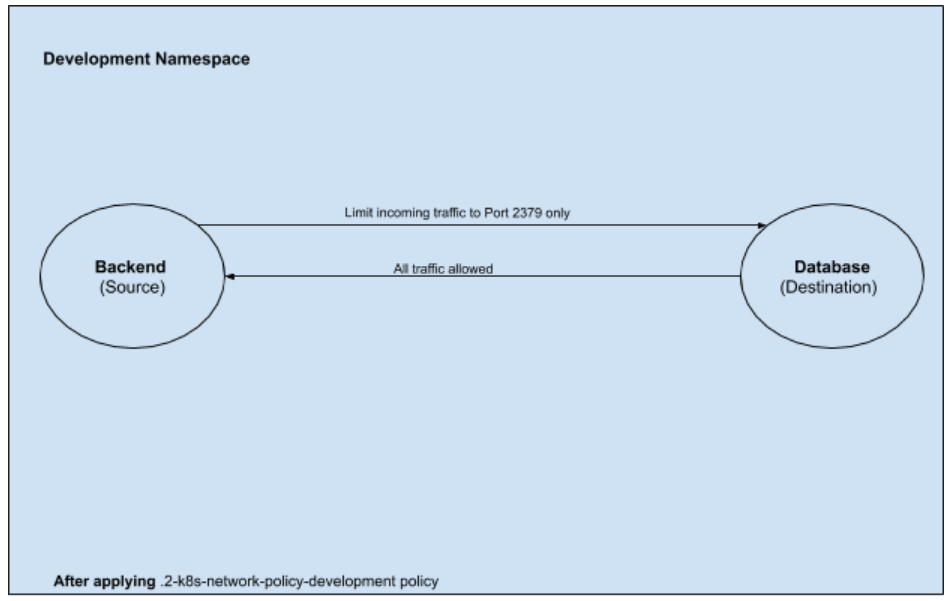 Development Namespace
Limit incoming traffic to Port 2379 only
All traffic allowed
Backend
(Source)
Database
(Destination)
After applying .2-k8s-network-policy-development policy